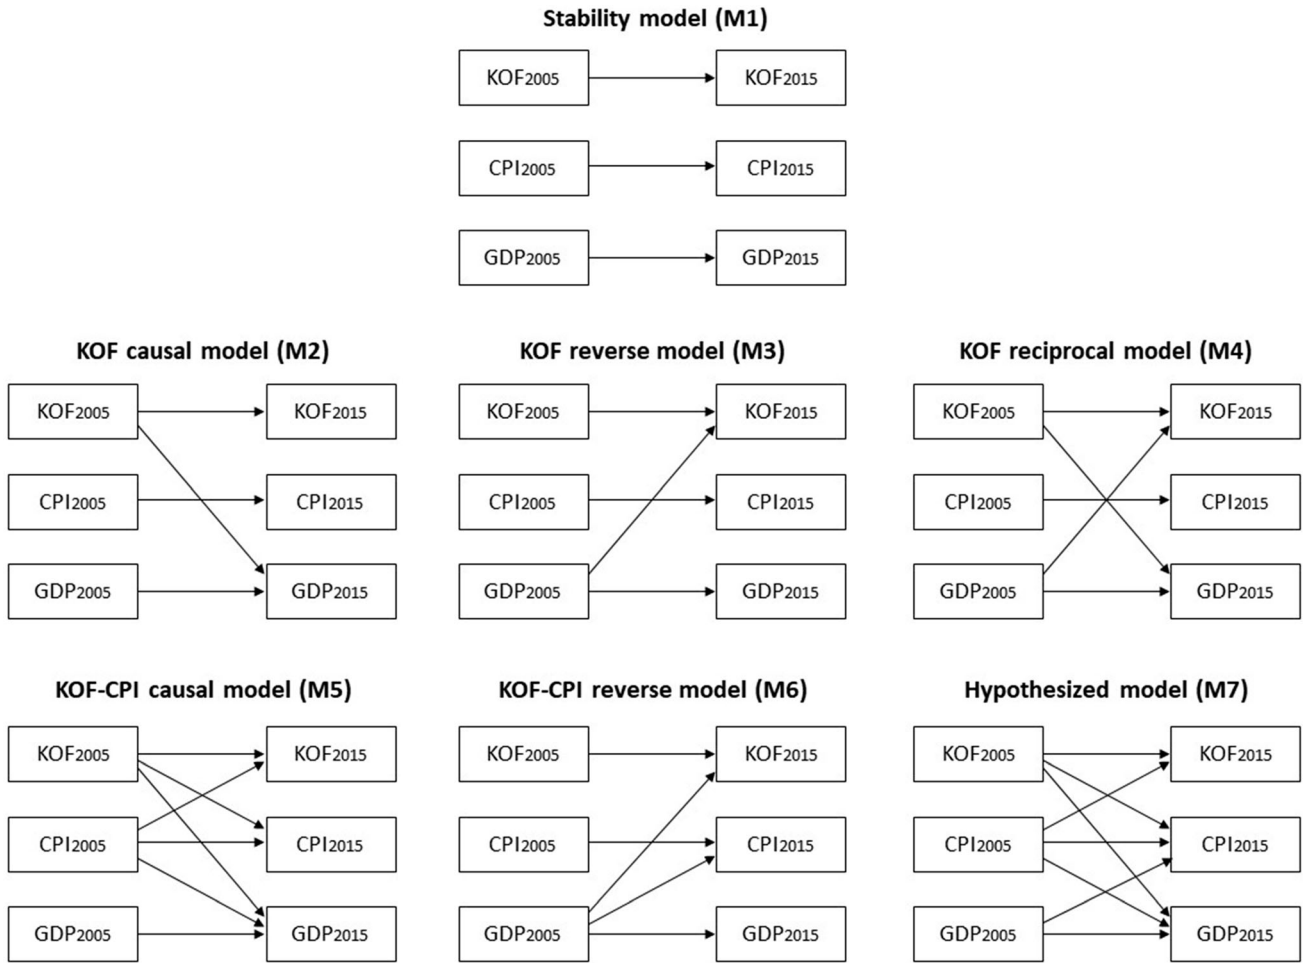 Stability model (M1)
KOF2005 KOF2015
CPI2005 CPI2015
GDP2005 GDP2015
KOF causal model (M2) KOF reverse model (M3) KOF reciprocal model (M4)
KOF2005 KOF2015 KOF2005 KOF2015 KOF2005 KOF2015
CPI2005 CPI2015 CPI2005 CPI2015 CPI2005 CPI2015
GDP2005 GDP2015 GDP2005 GDP2015 GDP2005 GDP2015
KOF-CPI causal model (M5) KOF-CPI reverse model (M6) Hypothesized model (M7)
KOF2005 KOF2015 KOF2005 KOF2015 KOF2005 KOF2015
CPI2005 CPI2015 CPI2005 CPI2015 CPI2005 CPI2015
GDP2005 GDP2015 GDP2005 GDP2015 GDP2005 GDP2015